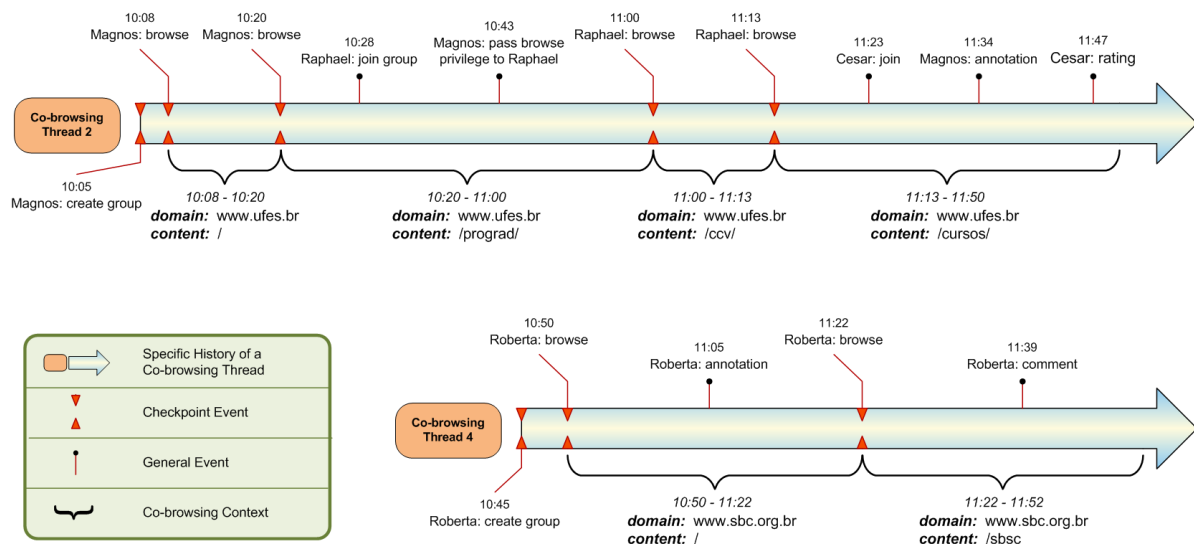 10:08
Magnos: browse
10:20
Magnos: browse
10:28
Raphael: join group
10:43
Magnos: pass browse
privilege to Raphael
11:00
Raphael: browse
11:13
Raphael: browse
11:23
Cesar: join
11:34
Magnos: annotation
11:47
Cesar: rating
Co-browsing
Thread 2
10:05
Magnos: create group
10:08 - 10:20
domain: www.ufes.br
content: /
10:20 - 11:00
domain: www.ufes.br
content: /prograd/
11:00 - 11:13
domain: www.ufes.br
content: /ccv/
11:13 - 11:50
domain: www.ufes.br
content: /cursos/
Specific History of a
Co-browsing Thread
Checkpoint Event
General Event
Co-browsing Context
10:50
Roberta: browse
11:05
Roberta: annotation
11:22
Roberta: browse
11:39
Roberta: comment
Co-browsing
Thread 4
10:45
Roberta: create group
10:50 - 11:22
domain: www.sbc.org.br
content: /
11:22 - 11:52
domain: www.sbc.org.br
content: /sbsc